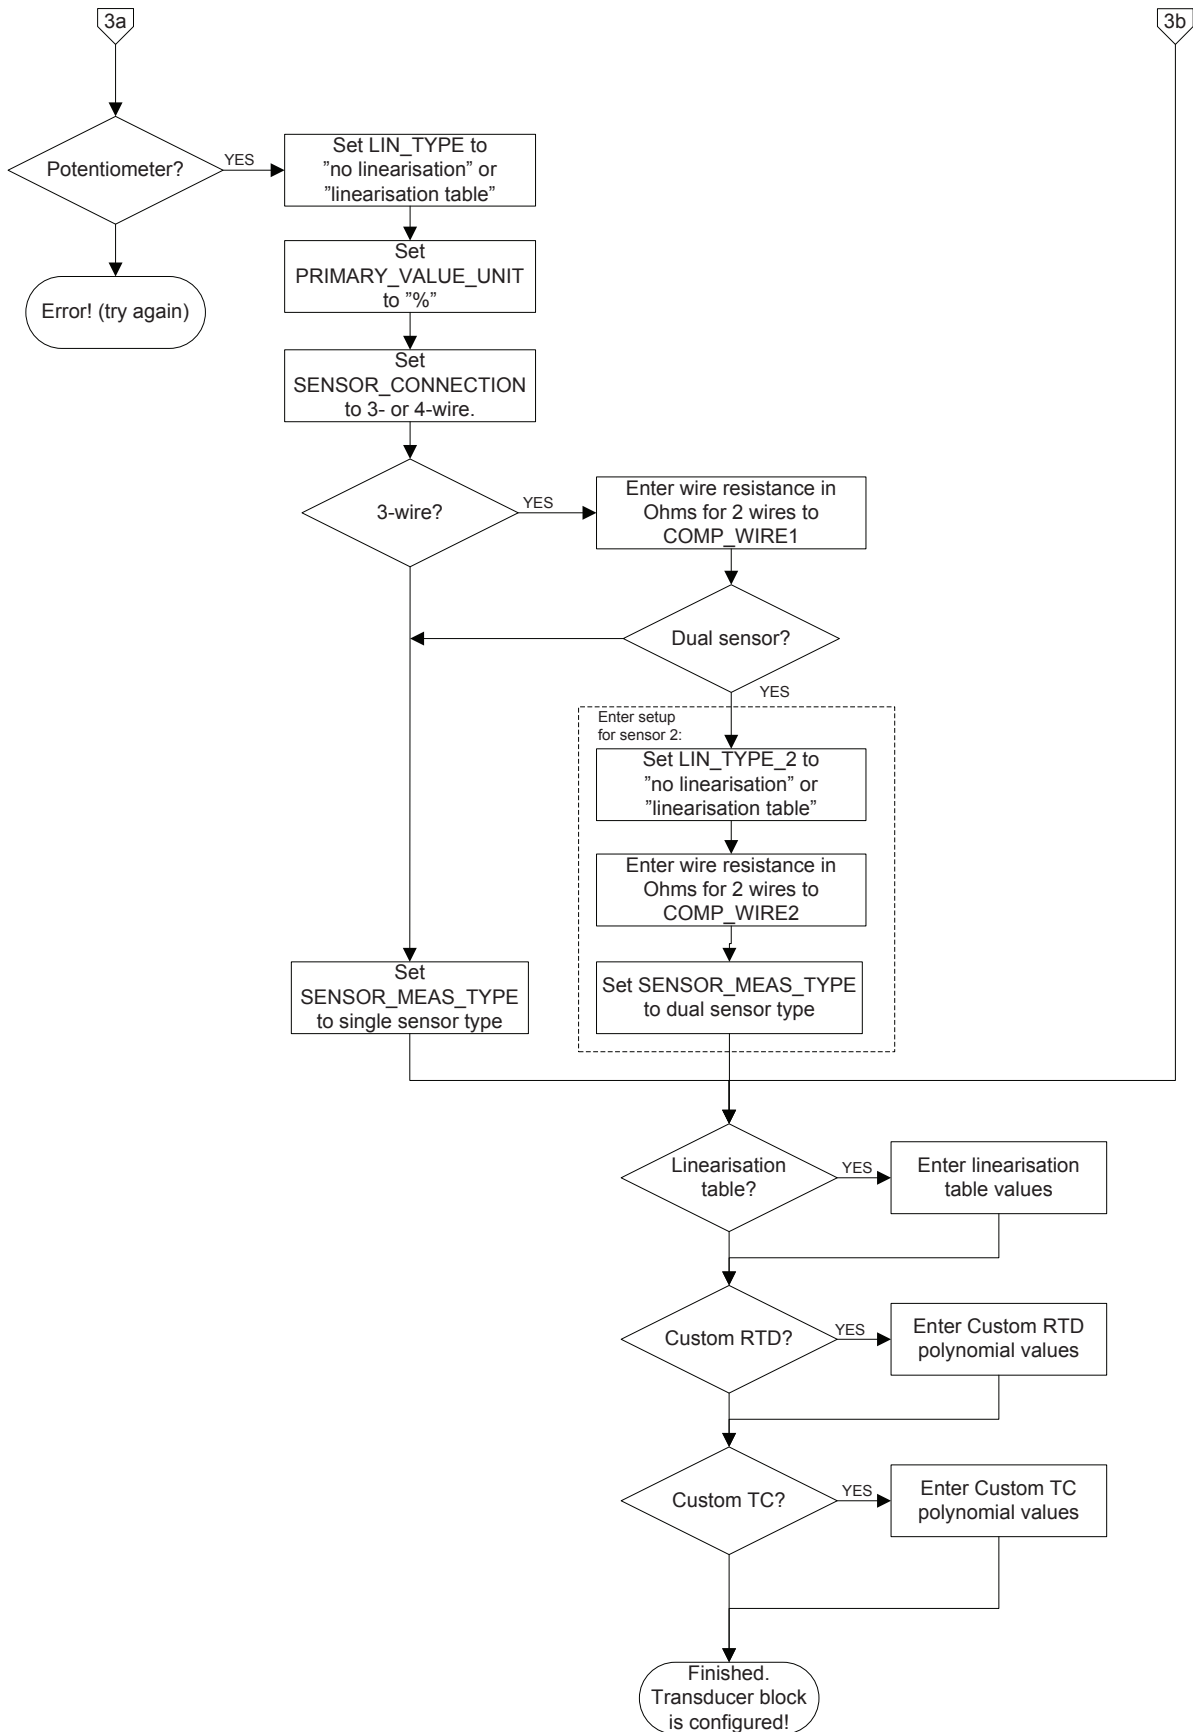 3a
3b
Potentiometer?
YES
Set LIN_TYPE to
”no linearisation” or
”linearisation table”
Set
PRIMARY_VALUE_UNIT
to ”%”
Error! (try again)
Set
SENSOR_CONNECTION
to 3- or 4-wire.
3-wire?
YES
Enter wire resistance in
Ohms for 2 wires to
COMP_WIRE1
Dual sensor?
YES
Enter setup
for sensor 2:
Set LIN_TYPE_2 to
”no linearisation” or
”linearisation table”
Enter wire resistance in
Ohms for 2 wires to
COMP_WIRE2
Set
SENSOR_MEAS_TYPE
to single sensor type
Set SENSOR_MEAS_TYPE
to dual sensor type
Linearisation
table?
YES
Enter linearisation
table values
Custom RTD?
YES
Enter Custom RTD
polynomial values
Custom TC?
YES
Enter Custom TC
polynomial values
Finished.
Transducer block
is configured!